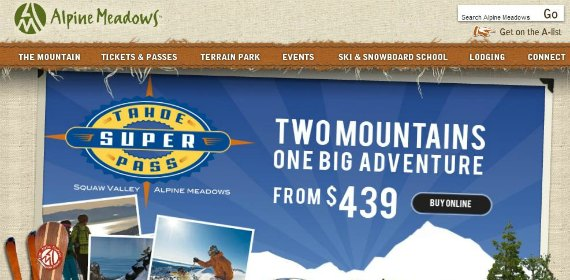 Alpine Meadows
Search Alpine Meadows Go
Get on the A-list
THE MOUNTAIN TICKETS & PASSES TERRAIN PARK EVENTS SKI & SNOWBOARD SCHOOL LODGING CONNECT
TAHOE
SUPER
PASS
SQUAW VALLEY ALPINE MEADOWS
TWO MOUNTAINS
ONE BIG ADVENTURE
FROM $439
BUY ONLINE